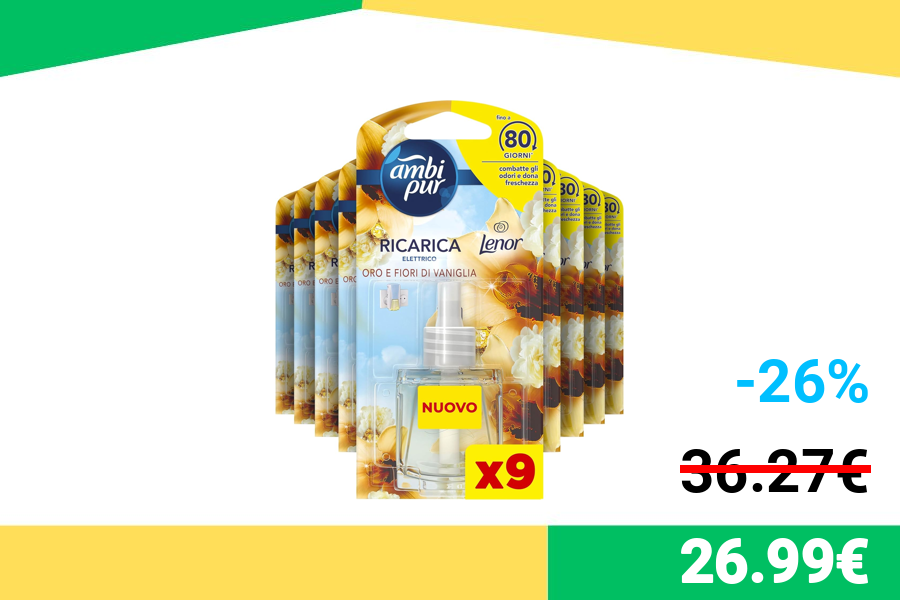 fino a
80
GIORNI*
combatte gli
odori e dona
freschezza
ambi
pur
RICARICA
ELETTRICO
Lenor
ORO E FIORI DI VANIGLIA
NUOVO
x9
-26%
36.27€
26.99€